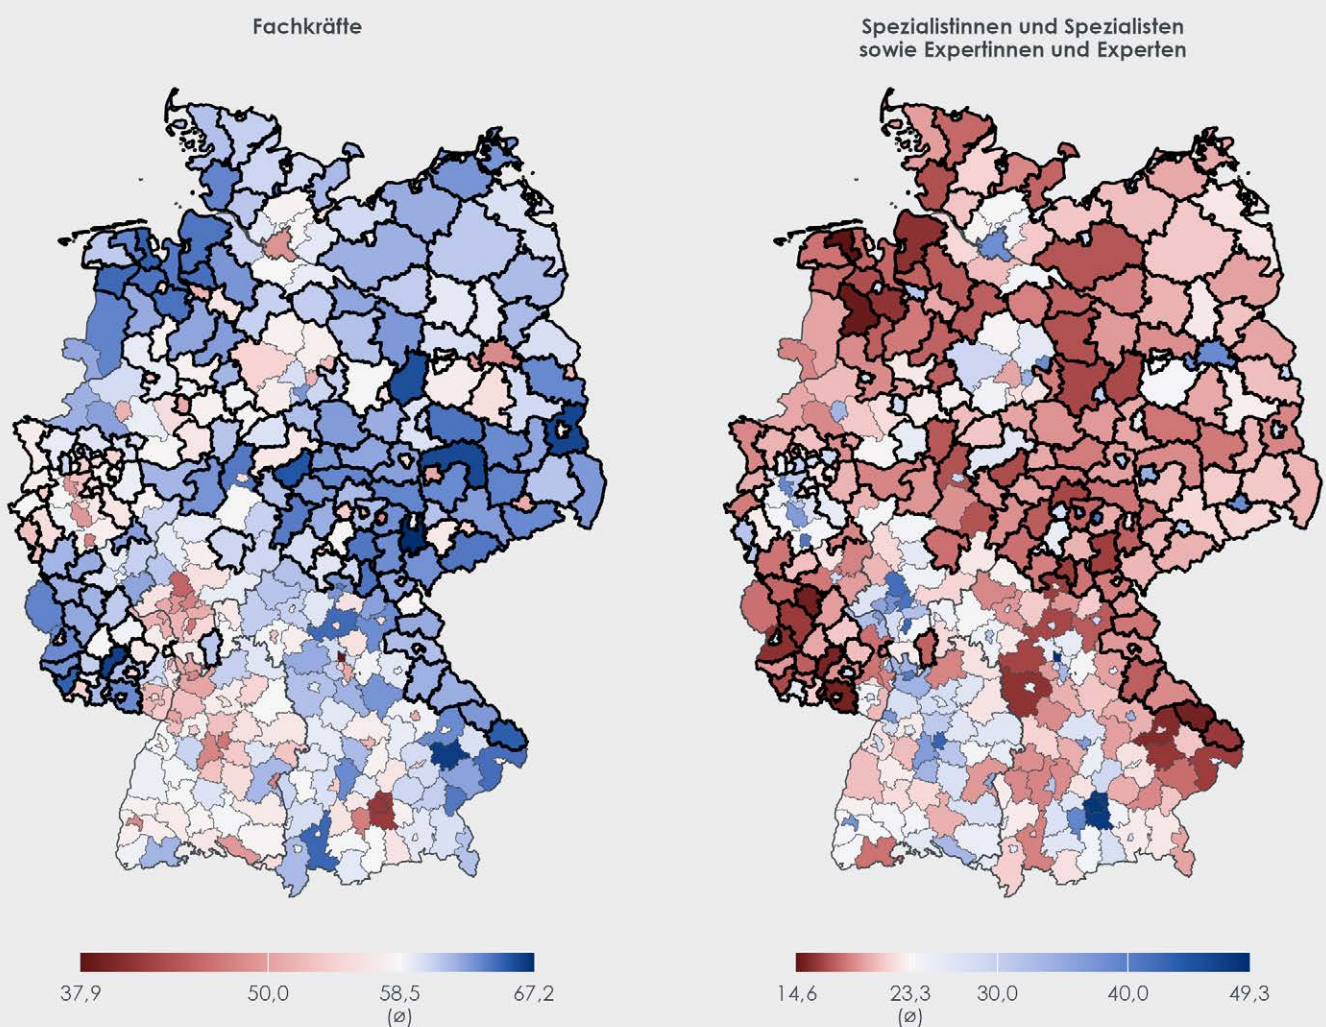 Fachkräfte
Spezialistinnen und Spezialisten
sowie Expertinnen und Experten
37,9 50,0 58,5 67,2
(ø)
14,6 23,3 30,0 40,0 49,3
(ø)